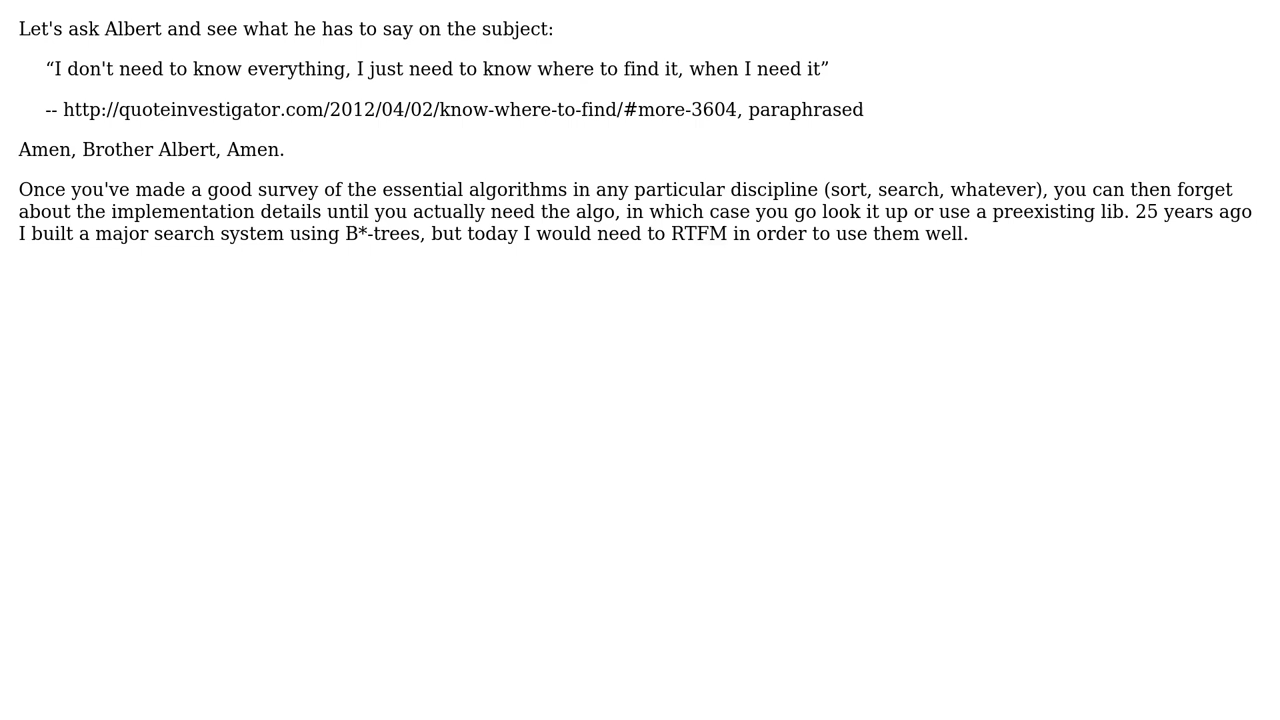 Let's ask Albert and see what he has to say on the subject:
“I don't need to know everything, I just need to know where to find it, when I need it”
-- http://quoteinvestigator.com/2012/04/02/know-where-to-find/#more-3604, paraphrased
Amen, Brother Albert, Amen.
Once you've made a good survey of the essential algorithms in any particular discipline (sort, search, whatever), you can then forget
about the implementation details until you actually need the algo, in which case you go look it up or use a preexisting lib. 25 years ago
I built a major search system using B*-trees, but today I would need to RTFM in order to use them well.